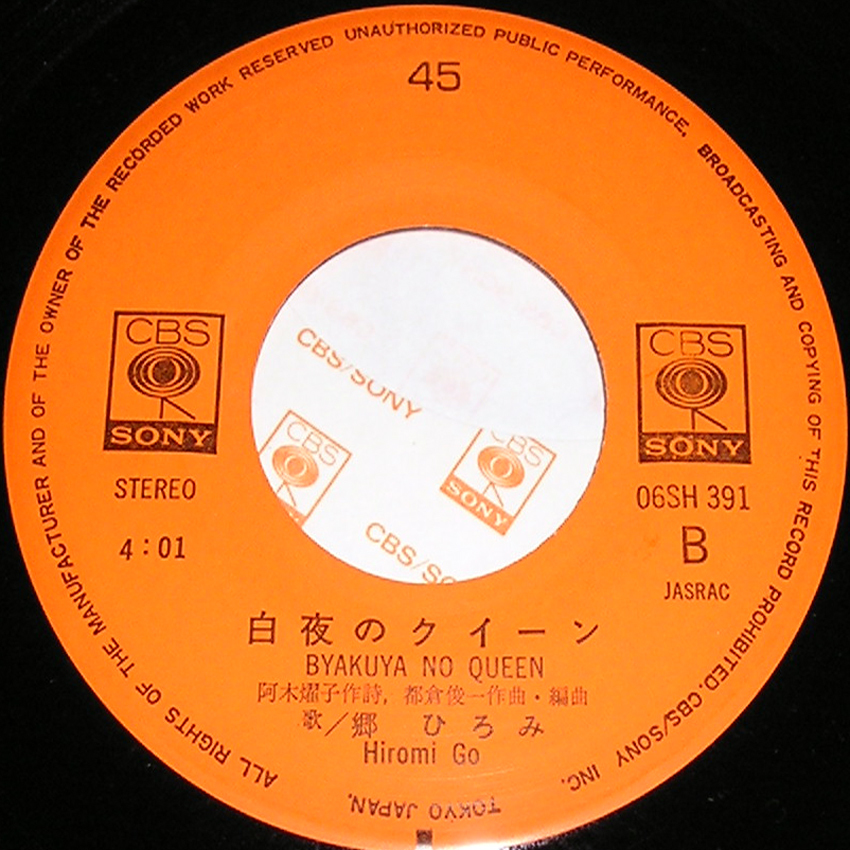 ALL RIGHTS OF THE MANUFACTURER AND OF THE OWNER OF THE RECORDED WORK RESERVED UNAUTHORIZED PUBLIC PERFORMANCE, BROADCASTING AND COPYING OF THIS RECORD PROHIBITED. CBS/SONY INC. TOKYO JAPAN.
45
CBS
SONY
CBS
SONY
CBS/SONY
CBS
CBS
SONY
CBS/SO
STEREO
06SH 391
4:01
B
JASRAC
白夜のクイーン
BYAKUYA NO QUEEN
阿木燿子作詩, 都倉俊一作曲・編曲
歌/郷 ひろみ
Hiromi Go